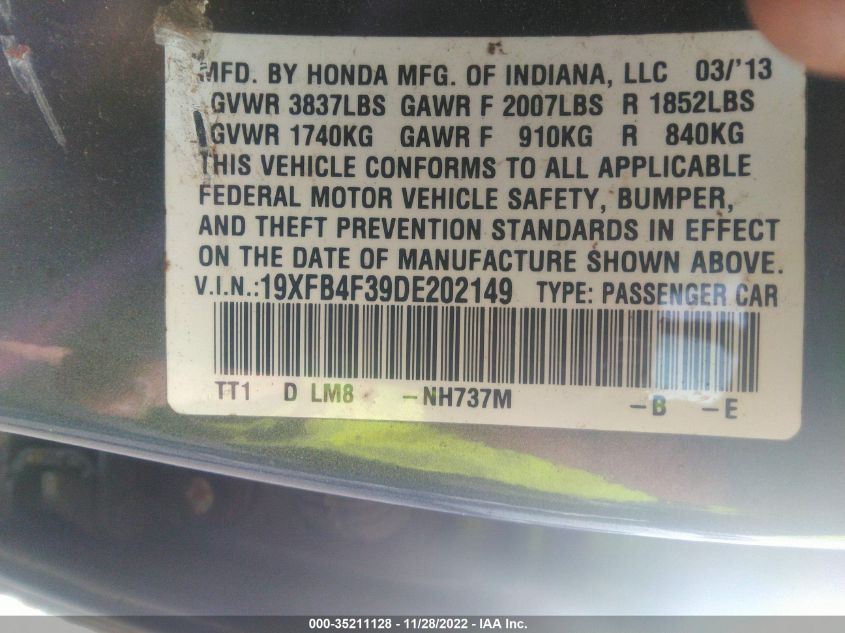 MFD. BY HONDA MFG. OF INDIANA, LLC 03/'13
GVWR 3837LBS GAWR F 2007LBS R 1852LBS
GVWR 1740KG GAWR F 910KG R 840KG
THIS VEHICLE CONFORMS TO ALL APPLICABLE
FEDERAL MOTOR VEHICLE SAFETY, BUMPER,
AND THEFT PREVENTION STANDARDS IN EFFECT
ON THE DATE OF MANUFACTURE SHOWN ABOVE.
V.I.N.:19XFB4F39DE202149 TYPE: PASSENGER CAR
TT1 D LM8 -NH737M -B -E
000-35211128 - 11/28/2022 - IAA Inc.